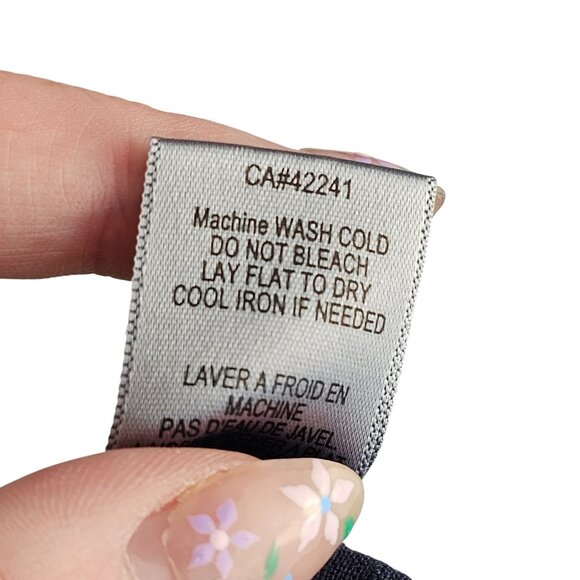 CA#42241
Machine WASH COLD
DO NOT BLEACH
LAY FLAT TO DRY
COOL IRON IF NEEDED
LAVER A FROID EN
MACHINE
PAS D'EAU DE JAVEL